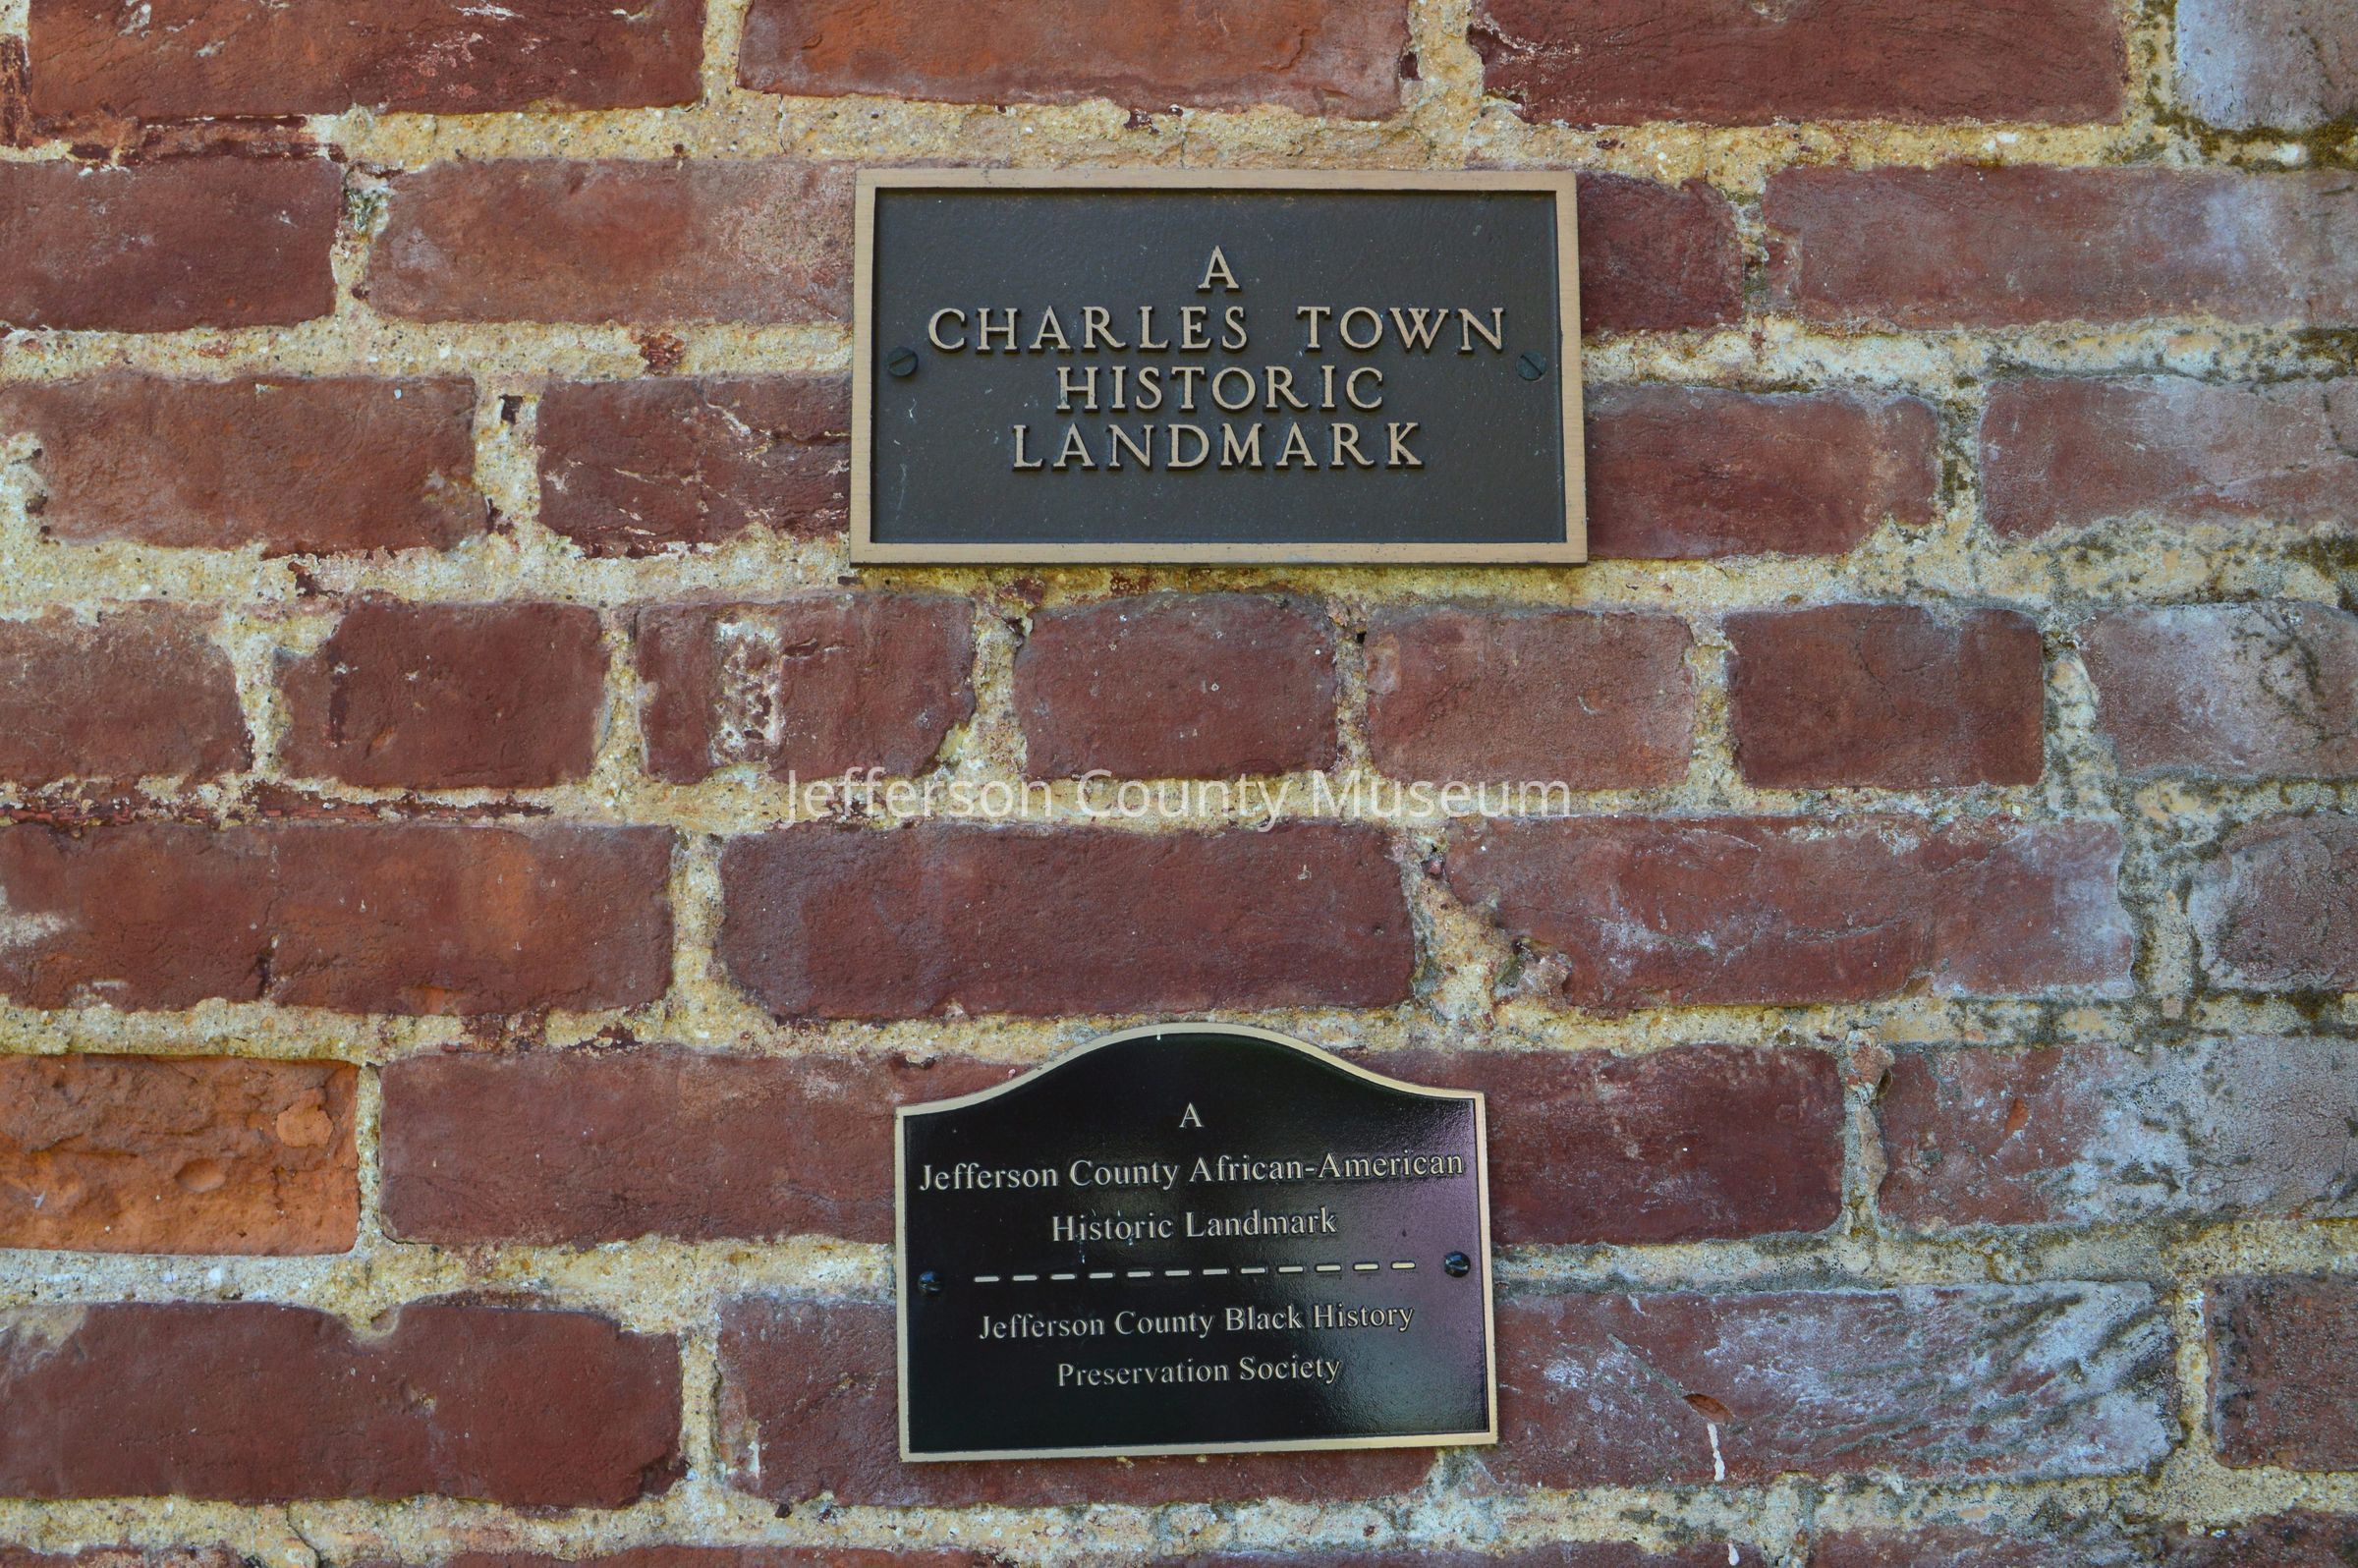 A
CHARLES TOWN
HISTORIC
LANDMARK
Jefferson County Museum
A
Jefferson County African-American
Historic Landmark
Jefferson County Black History
Preservation Society